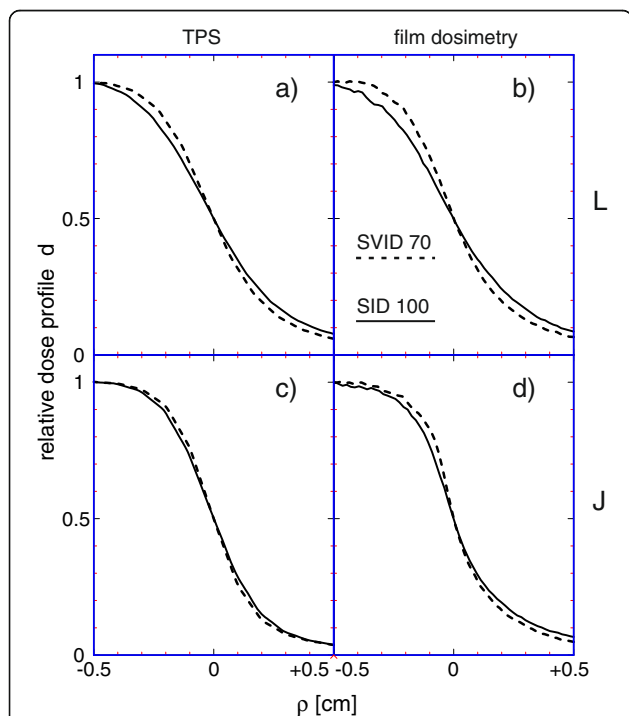 TPS
film dosimetry
1
a)
b)
L
0.5
SVID 70
SID 100
0
1
c)
d)
J
0.5
0
-0.5
0
+0.5
-0.5
0
+0.5
relative dose profile d
ρ [cm]